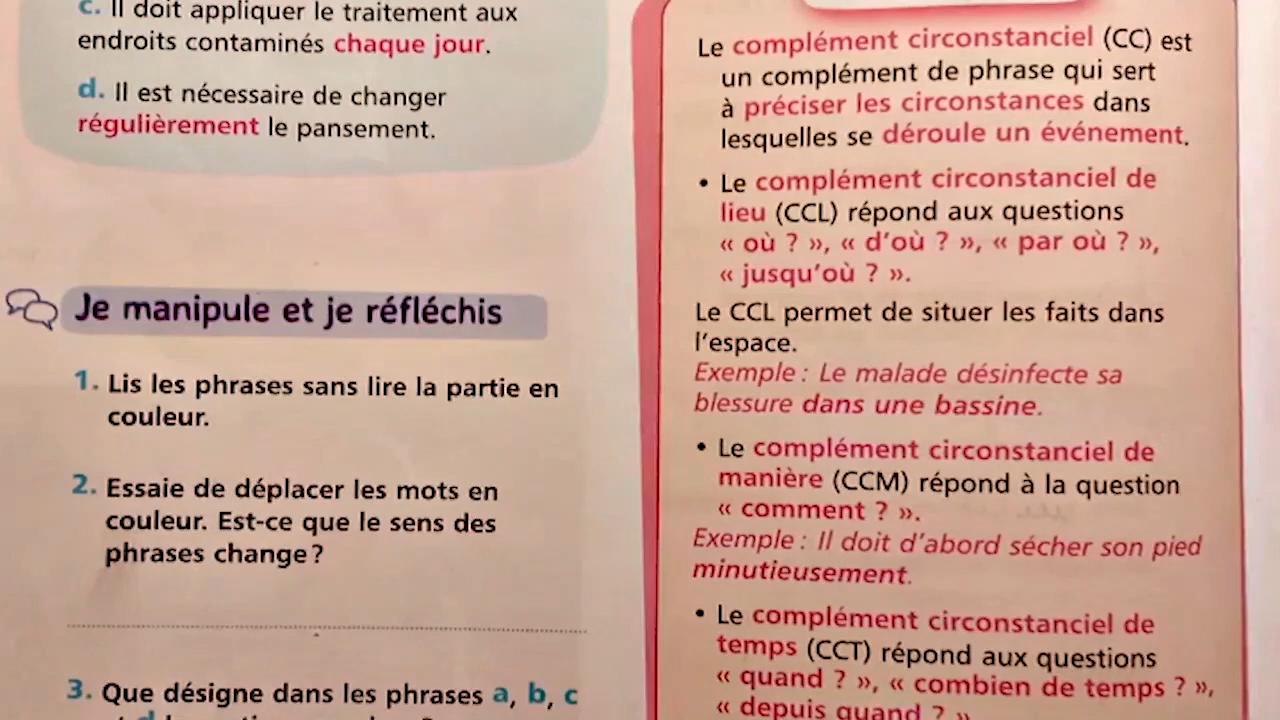 c. Il doit appliquer le traitement aux
endroits contaminés chaque jour.
d. Il est nécessaire de changer
régulièrement le pansement.
Je manipule et je réfléchis
1. Lis les phrases sans lire la partie en
couleur.
2. Essaie de déplacer les mots en
couleur. Est-ce que le sens des
phrases change ?
3. Que désigne dans les phrases a, b, c
Le complément circonstanciel (CC) est
un complément de phrase qui sert
à préciser les circonstances dans
lesquelles se déroule un événement.
• Le complément circonstanciel de
lieu (CCL) répond aux questions
« où ? », « d'où ? », « par où ? »,
« jusqu'où ? ».
Le CCL permet de situer les faits dans
l'espace.
Exemple : Le malade désinfecte sa
blessure dans une bassine.
• Le complément circonstanciel de
manière (CCM) répond à la question
« comment ? ».
Exemple : Il doit d'abord sécher son pied
minutieusement.
• Le complément circonstanciel de
temps (CCT) répond aux questions
« quand ? », « combien de temps ? »,
« depuis quand ? »